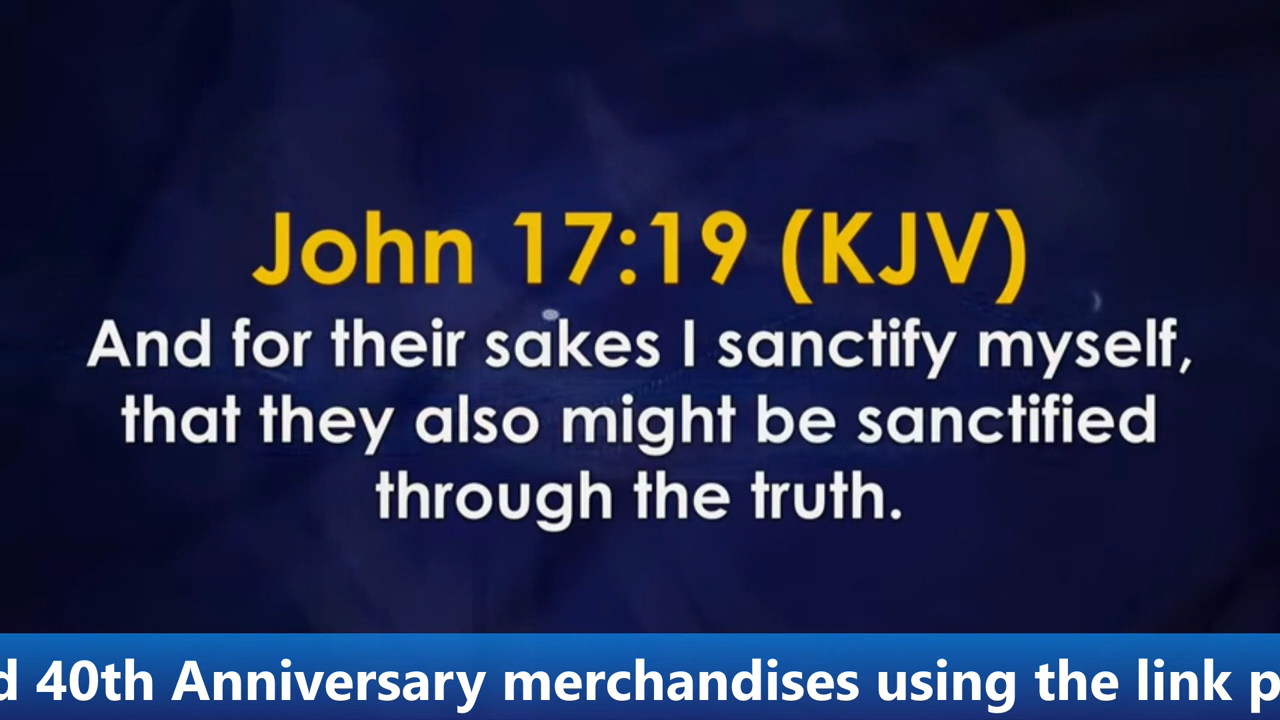 John 17:19 (KJV)
And for their sakes I sanctify myself,
that they also might be sanctified
through the truth.
40th Anniversary merchandises using the link